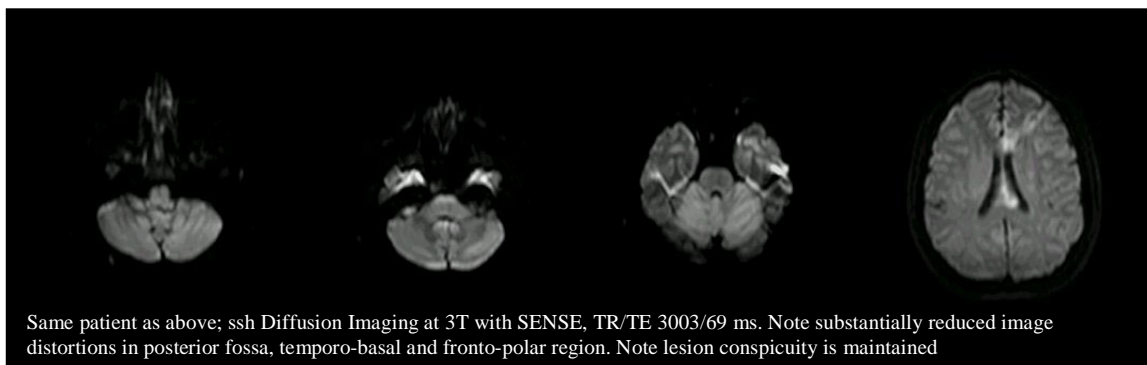 Same patient as above; ssh Diffusion Imaging at 3T with SENSE, TR/TE 3003/69 ms. Note substantially reduced image
distortions in posterior fossa, temporo-basal and fronto-polar region. Note lesion conspicuity is maintained